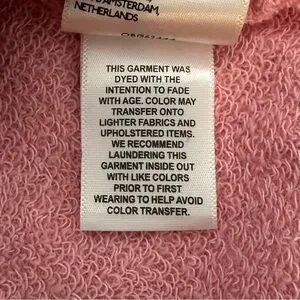 AMSTERDAM,
NETHERLANDS
THIS GARMENT WAS
DYED WITH THE
INTENTION TO FADE
WITH AGE. COLOR MAY
TRANSFER ONTO
LIGHTER FABRICS AND
UPHOLSTERED ITEMS.
WE RECOMMEND
LAUNDERING THIS
GARMENT INSIDE OUT
WITH LIKE COLORS
PRIOR TO FIRST
WEARING TO HELP AVOID
COLOR TRANSFER.